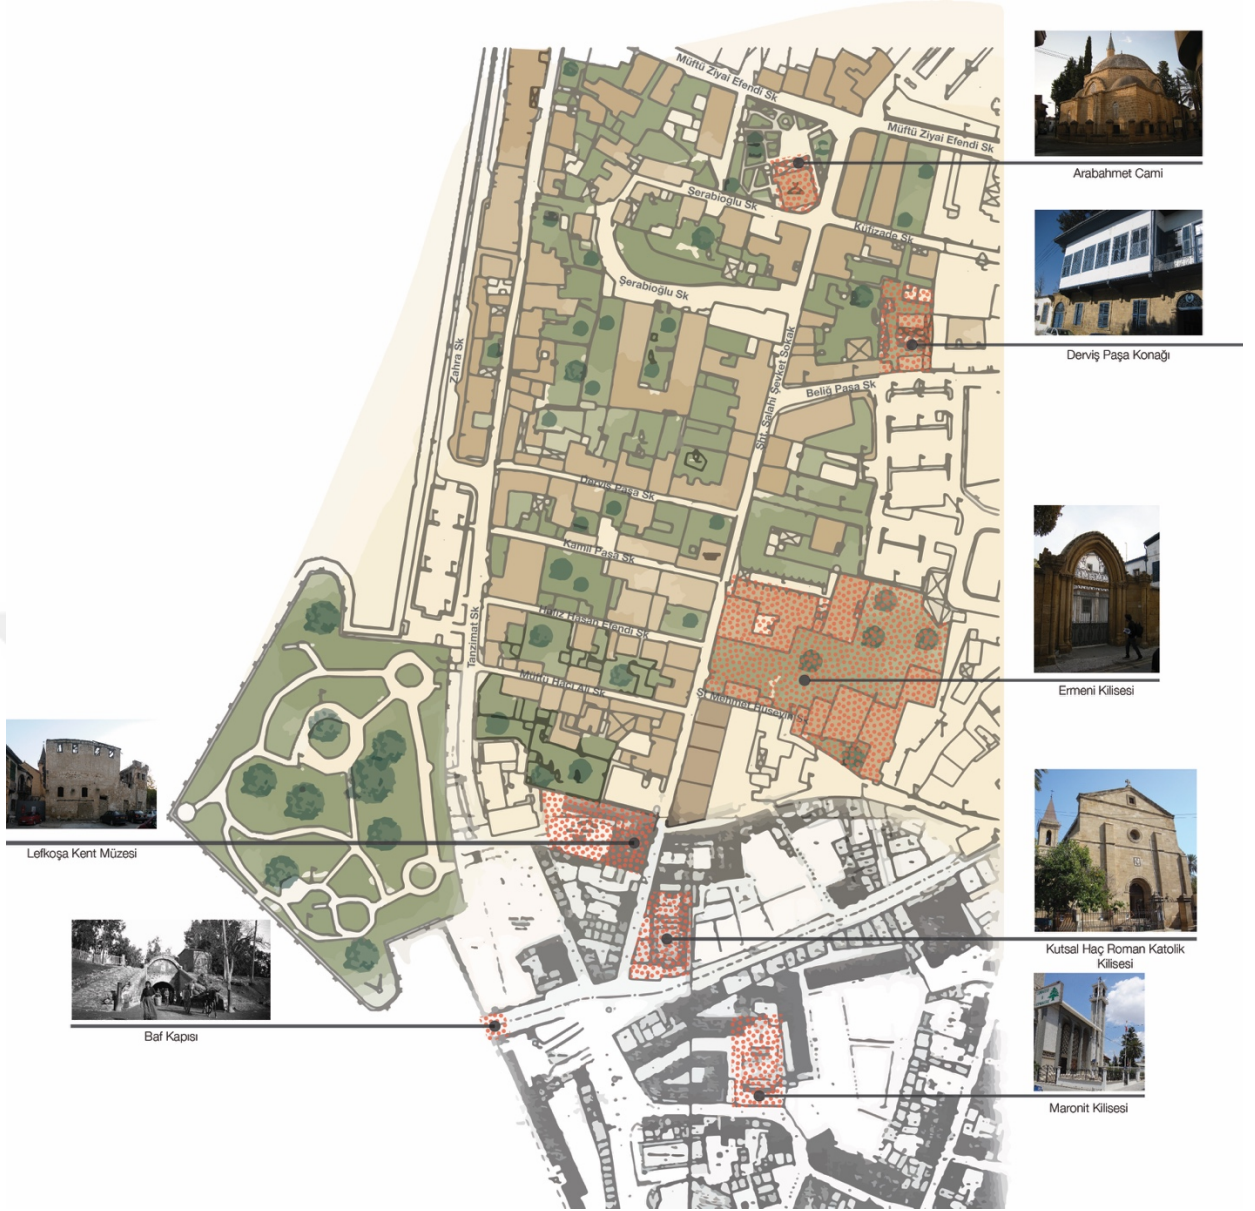 Müftü Ziyai Efendi Sk
Müftü Ziyai Efendi Sk
Arabahmet Cami
Şerabioğlu Sk
Kufizade Sk
Şerabioğlu Sk
Zahra Sk
Sht. Salahi Şevket Sokak
Derviş Paşa Konağı
Beliğ Paşa Sk
Derviş Paşa Sk
Kamil Paşa Sk
Hafız Hasan Efendi Sk
Tanzimat Sk
Müftü Hacı Ali Sk
Ş. Mehmet Hüseyin Sk
Ermeni Kilisesi
Lefkoşa Kent Müzesi
Kutsal Haç Roman Katolik
Kilisesi
Baf Kapısı
Maronit Kilisesi